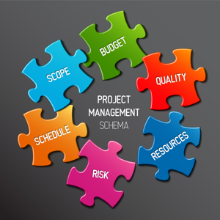 BUDGET
SCOPE
QUALITY
PROJECT
MANAGEMENT
SCHEMA
SCHEDULE
RESOURCES
RISK